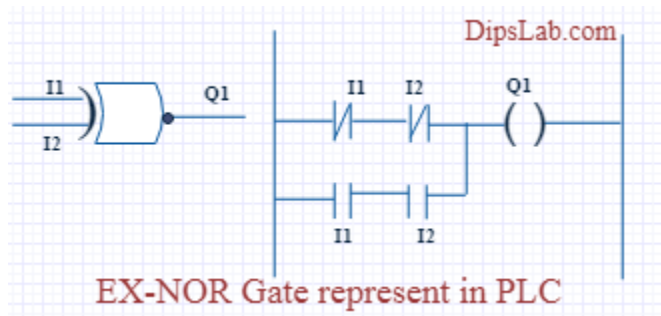 DipsLab.com
I1
I2
Q1
I1 I2 Q1
I1 I2
EX-NOR Gate represent in PLC